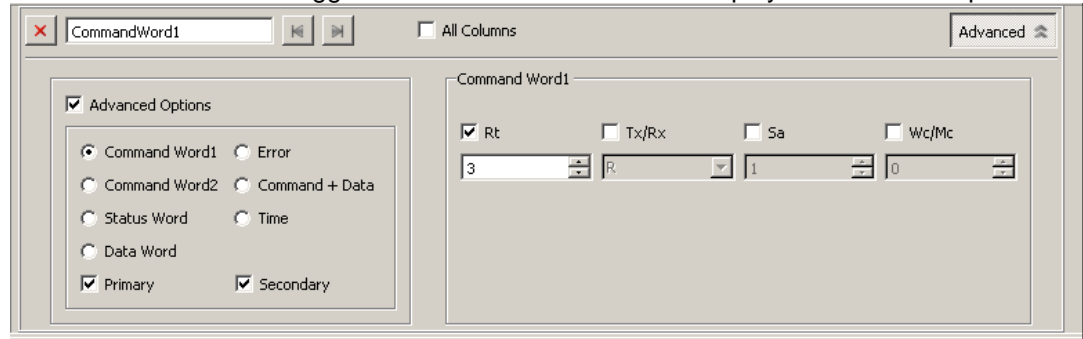 CommandWord1 All Columns Advanced
Command Word1
Advanced Options
Rt Tx/Rx Sa Wc/Mc
3 R 1 0
Command Word1 Error
Command Word2 Command + Data
Status Word Time
Data Word
Primary Secondary